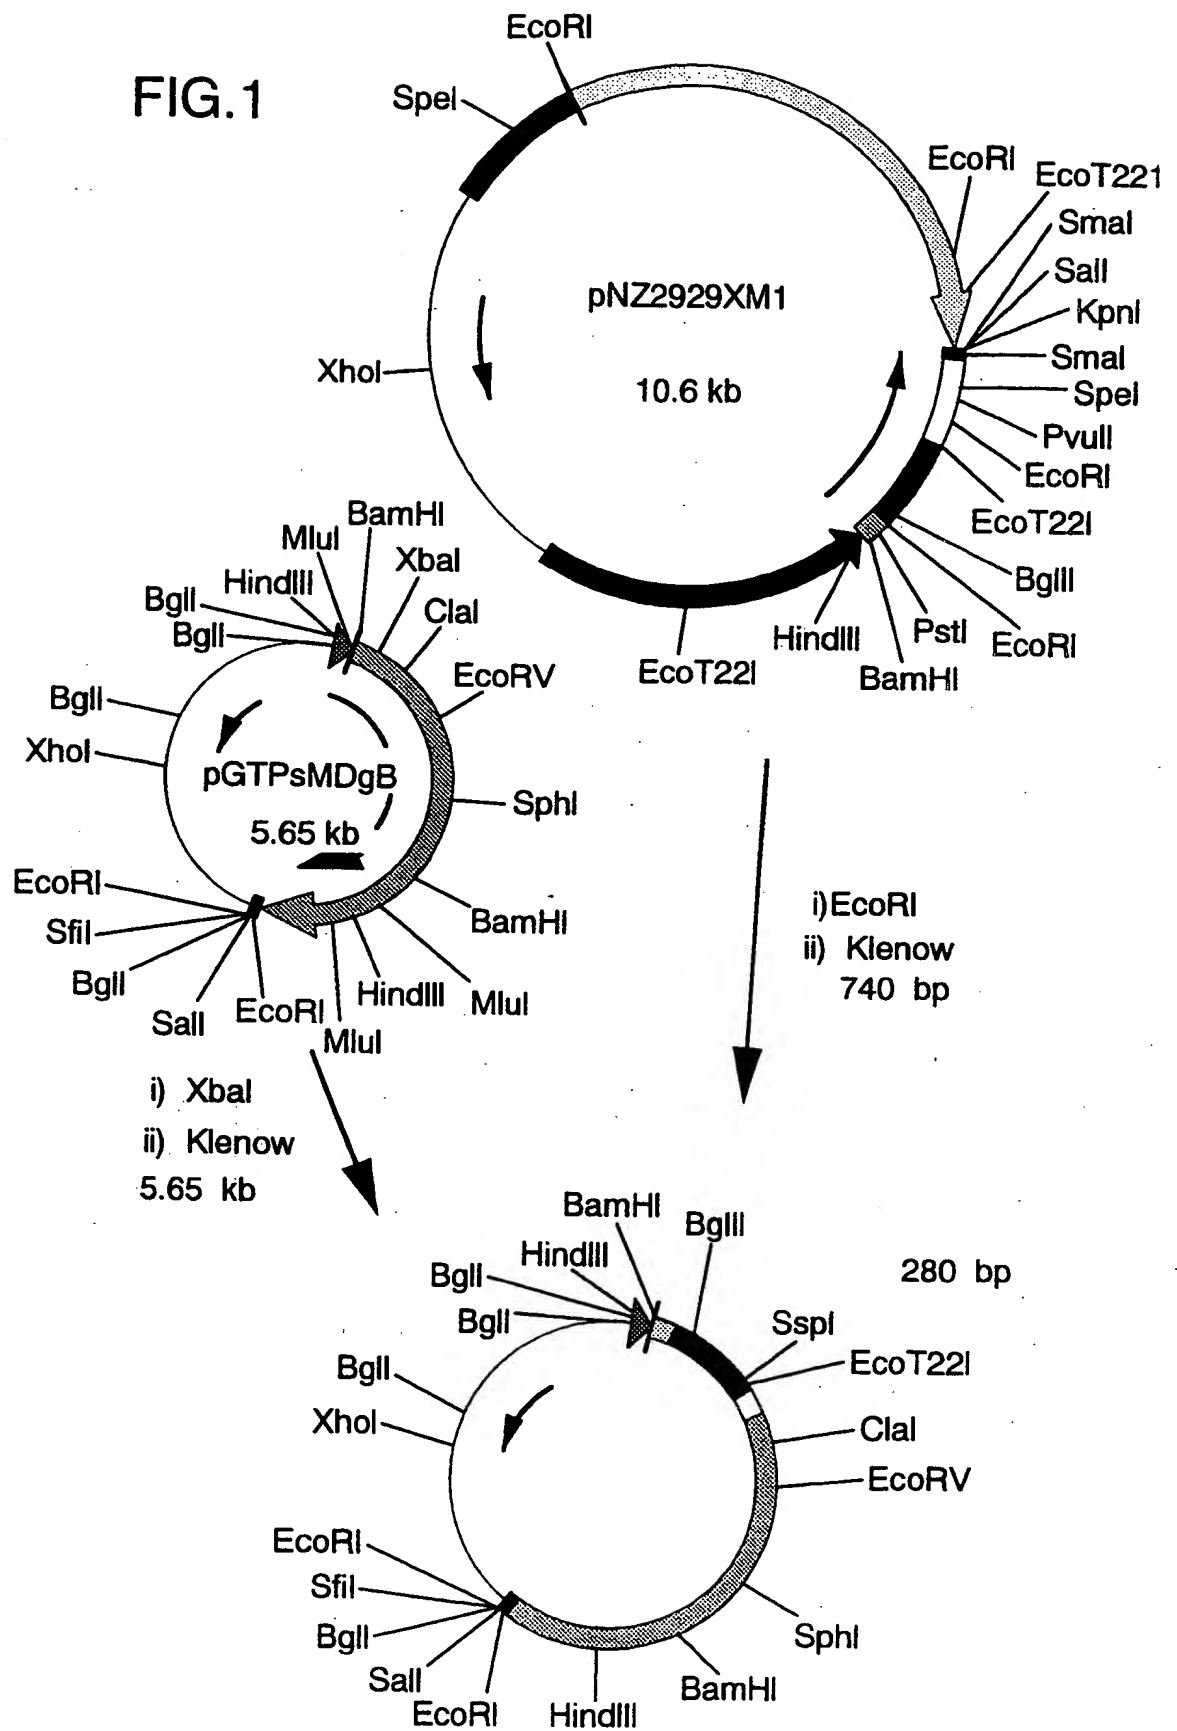 FIG.1
EcoRI
SpeI
EcoRI
EcoT221
SmaI
SalI
KpnI
SmaI
SpeI
PvuII
EcoRI
EcoT22I
BglII
EcoRI
PstI
BamHI
HindIII
EcoT22I
XhoI
pNZ2929XM1
10.6 kb
BamHI
MluI
XbaI
HindIII
ClaI
BglI
BglI
EcoRV
BglI
XhoI
pGTPsMDgB
5.65 kb
SphI
EcoRI
SfiI
BglI
SalI
EcoRI
MluI
HindIII
MluI
BamHI
i)EcoRI
ii) Klenow
740 bp
i) XbaI
ii) Klenow
5.65 kb
BamHI
BglII
HindIII
280 bp
BglI
BglI
SspI
EcoT22I
BglI
XhoI
ClaI
EcoRV
EcoRI
SfiI
BglI
SalI
EcoRI
HindIII
BamHI
SphI